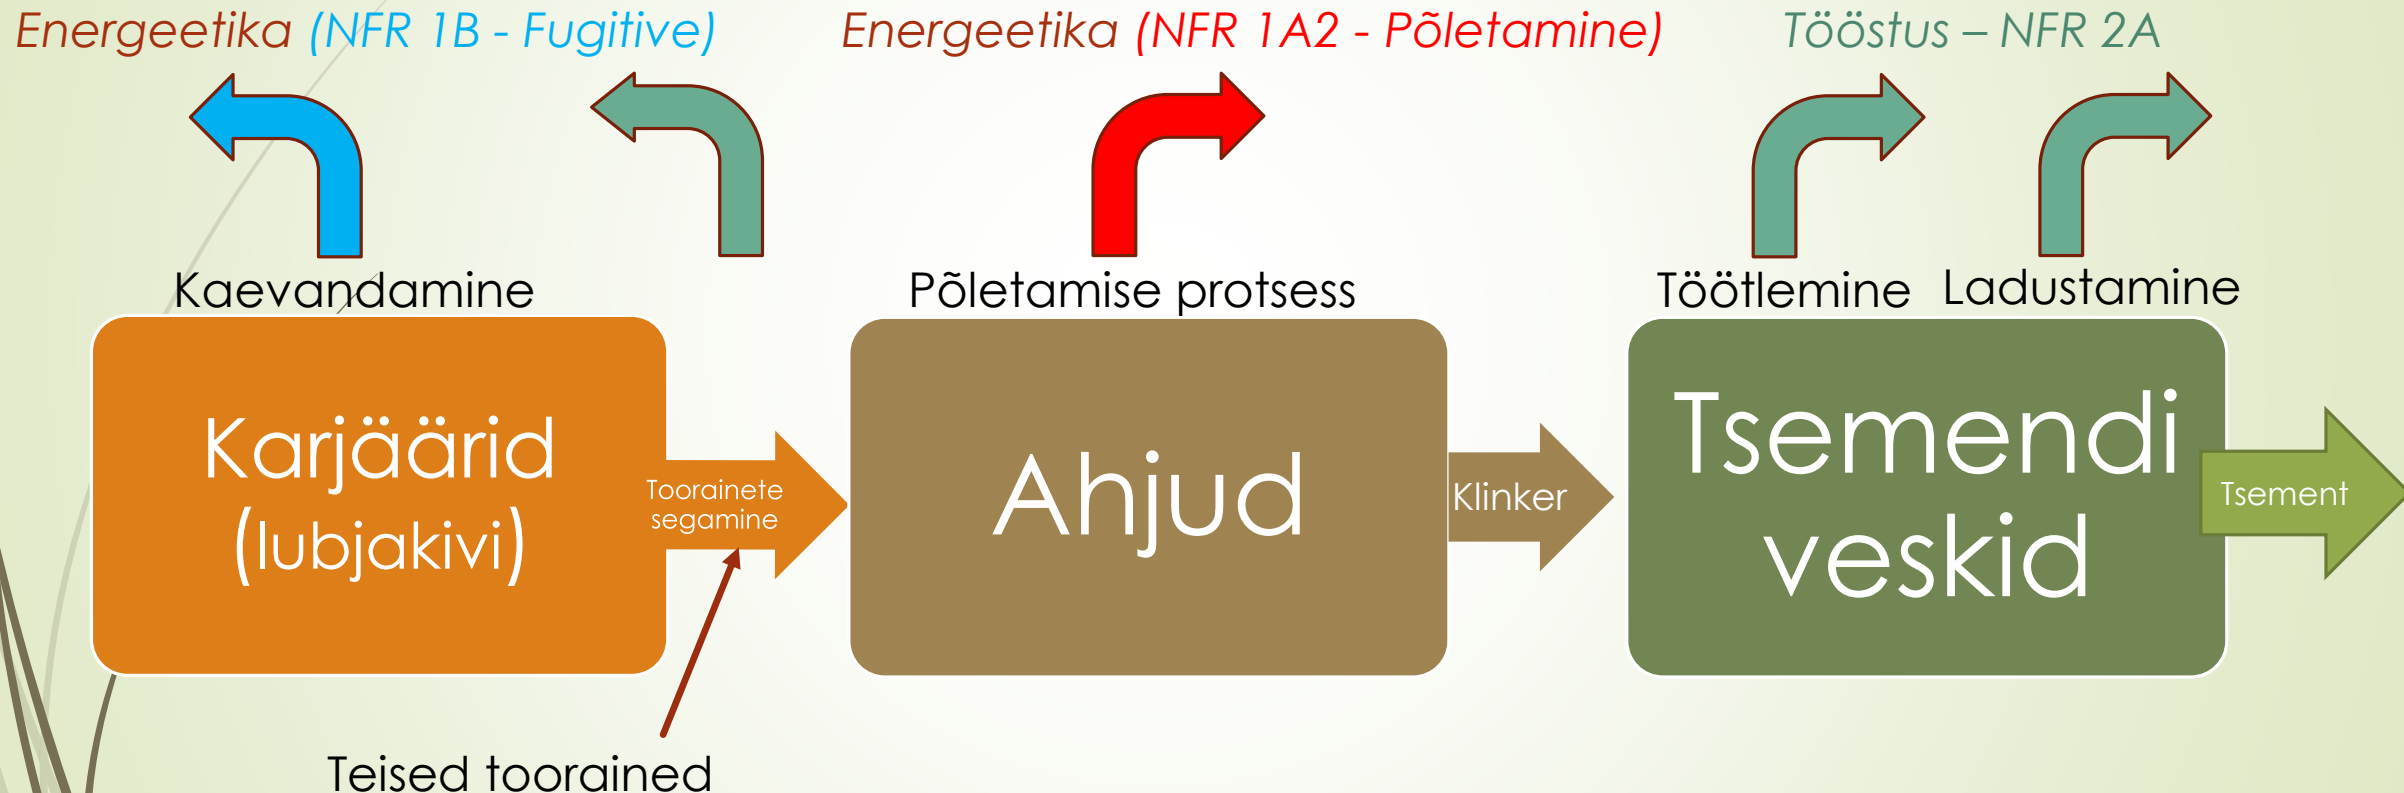 Energeetika (NFR 1B - Fugitive)
Energeetika (NFR 1A2 - Põletamine)
Tööstus – NFR 2A
Kaevandamine
Põletamise protsess
Töötlemine
Ladustamine
Karjäärid
(lubjakivi)
Toorainete
segamine
Ahjud
Klinker
Tsemendi
veskid
Tsement
Teised toorained